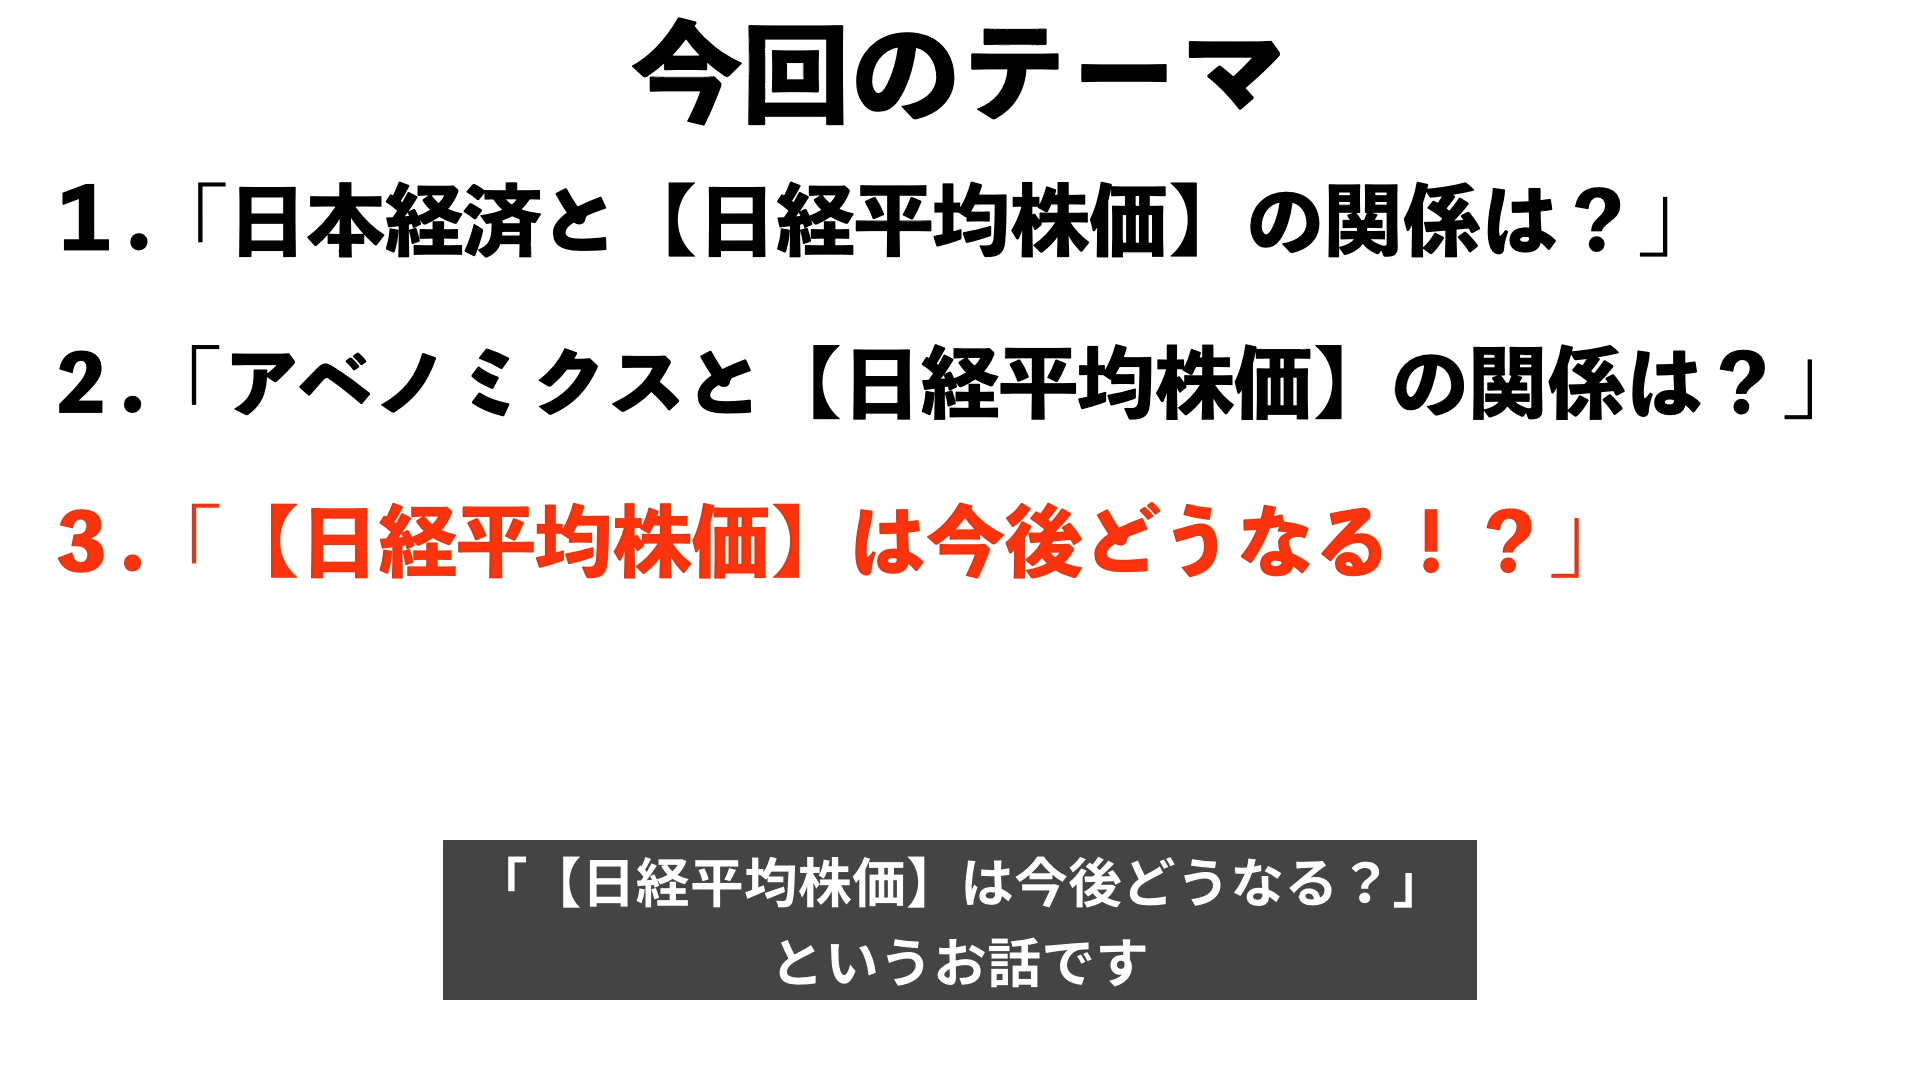 今回のテーマ
1.「日本経済と【日経平均株価】の関係は？」
2.「アベノミクスと【日経平均株価】の関係は？」
3.「【日経平均株価】は今後どうなる！？」
「【日経平均株価】は今後どうなる？」
というお話です